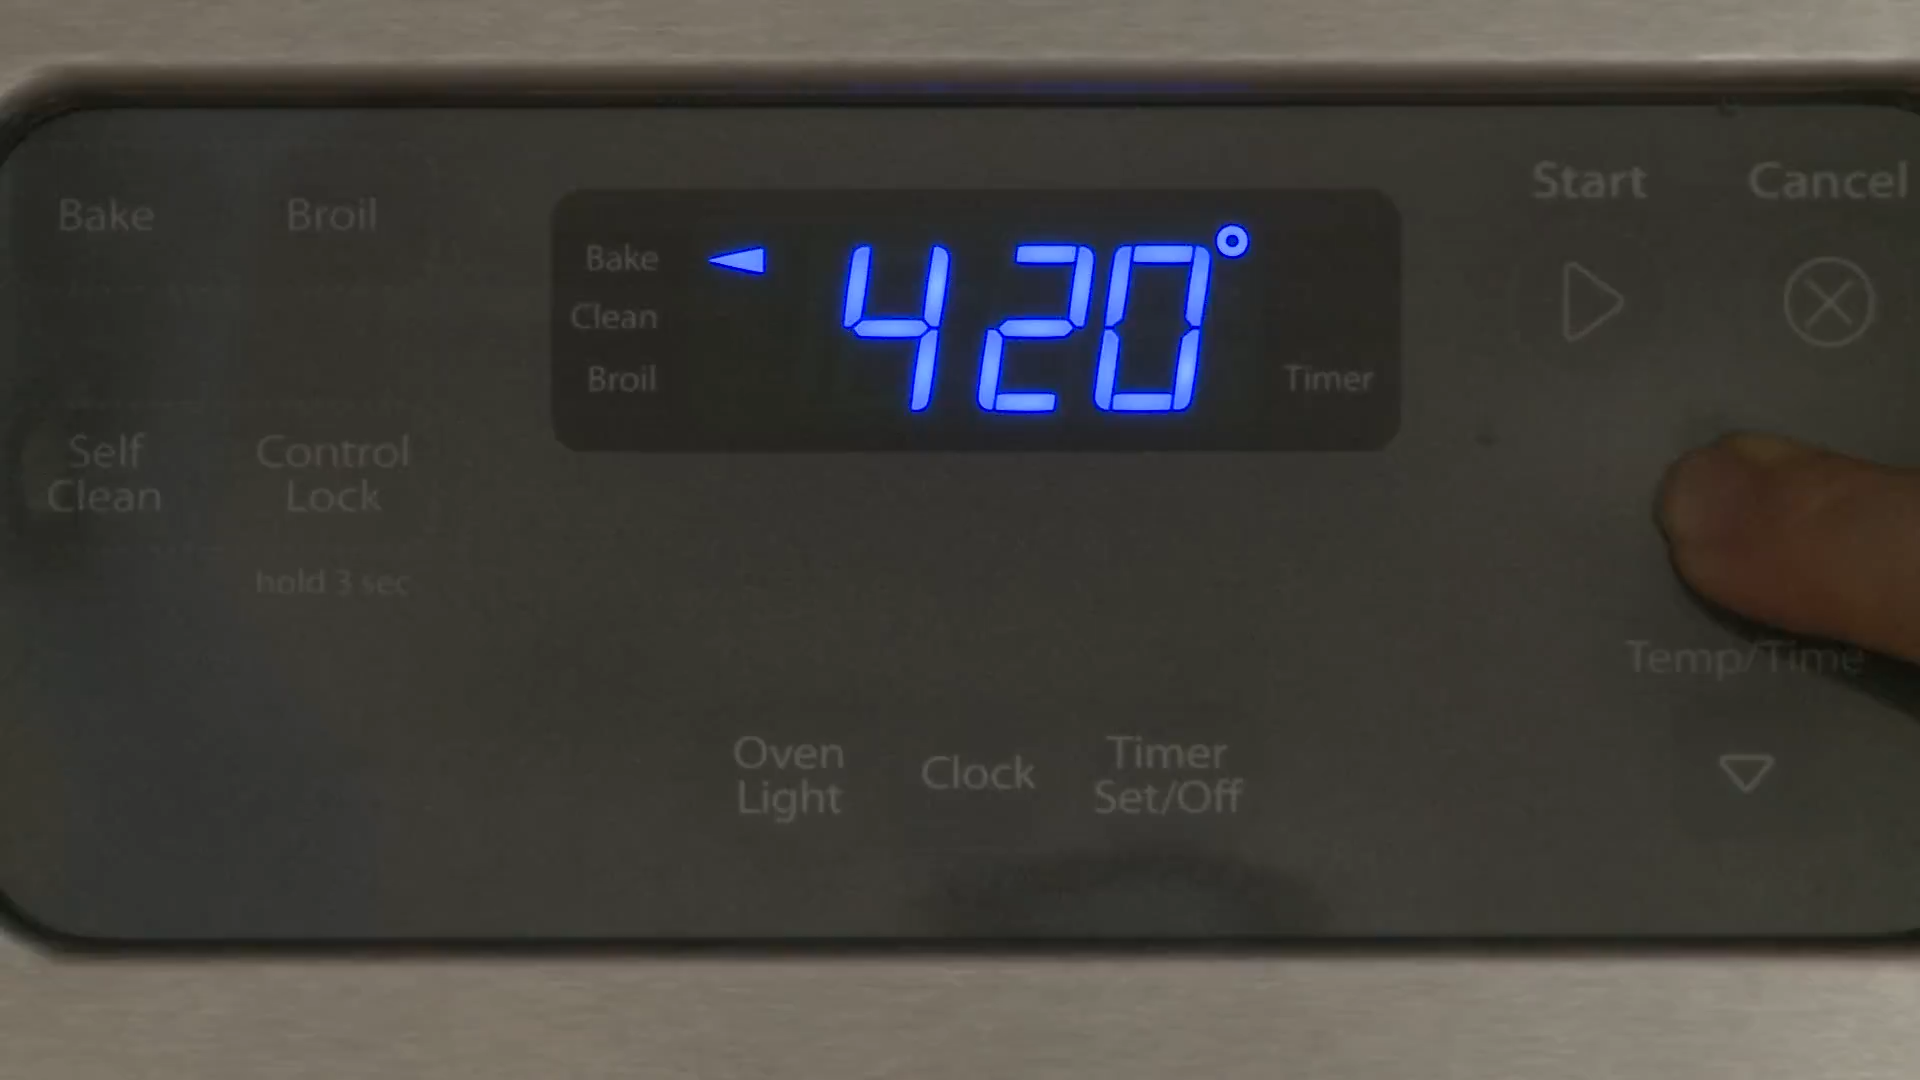 Bake
Broil
Self
Clean
Control
Lock
hold 3 sec
Bake
Clean
Broil
420°
Timer
Start
Cancel
Temp/Time
Oven
Light
Clock
Timer
Set/Off